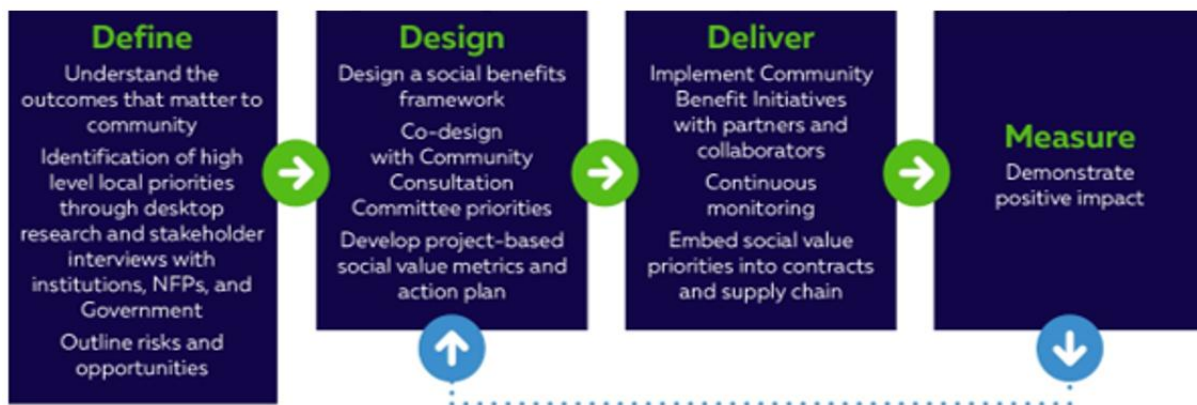 Define
Understand the
outcomes that matter to
community
Identification of high
level local priorities
through desktop
research and stakeholder
interviews with
institutions, NFPs, and
Government
Outline risks and
opportunities
Design
Design a social benefits
framework
Co-design
with Community
Consultation
Committee priorities
Develop project-based
social value metrics and
action plan
Deliver
Implement Community
Benefit Initiatives
with partners and
collaborators
Continuous
monitoring
Embed social value
priorities into contracts
and supply chain
Measure
Demonstrate
positive impact